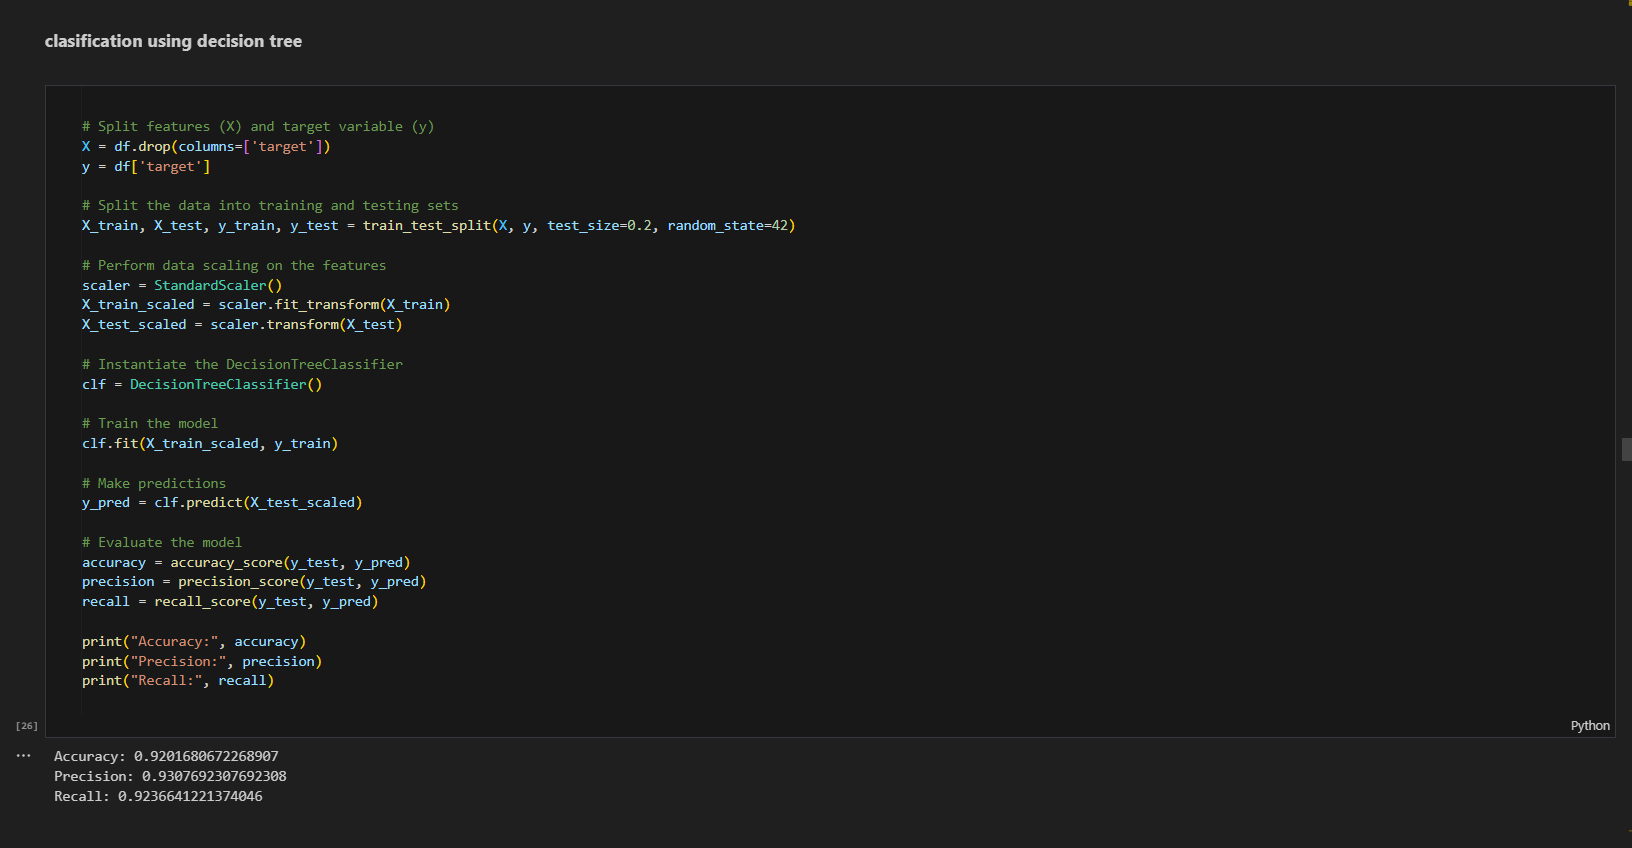 clasification using decision tree
# Split features (X) and target variable (y)
X = df.drop(columns=['target'])
y = df['target']
# Split the data into training and testing sets
X_train, X_test, y_train, y_test = train_test_split(X, y, test_size=0.2, random_state=42)
# Perform data scaling on the features
scaler = StandardScaler()
X_train_scaled = scaler.fit_transform(X_train)
X_test_scaled = scaler.transform(X_test)
# Instantiate the DecisionTreeClassifier
clf = DecisionTreeClassifier()
# Train the model
clf.fit(X_train_scaled, y_train)
# Make predictions
y_pred = clf.predict(X_test_scaled)
# Evaluate the model
accuracy = accuracy_score(y_test, y_pred)
precision = precision_score(y_test, y_pred)
recall = recall_score(y_test, y_pred)
print("Accuracy:", accuracy)
print("Precision:", precision)
print("Recall:", recall)
[26]
Python
... Accuracy: 0.9201680672268907
Precision: 0.9307692307692308
Recall: 0.9236641221374046